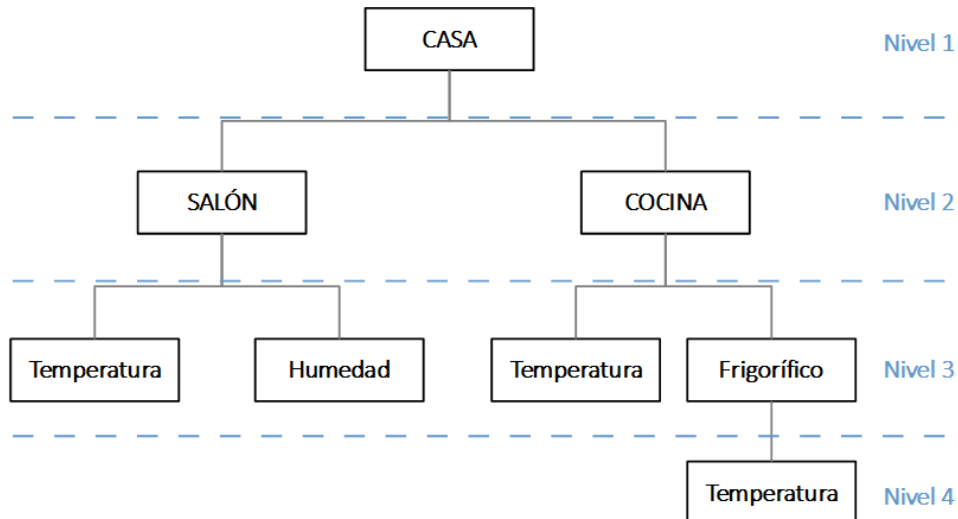 CASA
Nivel 1
SALÓN
COCINA
Nivel 2
Temperatura
Humedad
Temperatura
Frigorífico
Nivel 3
Temperatura
Nivel 4